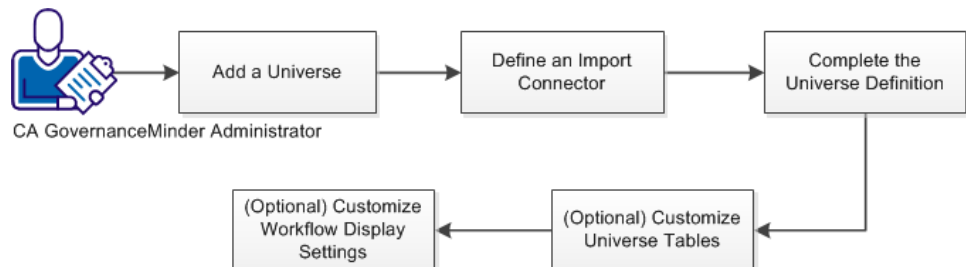 Add a Universe
Define an Import
Connector
Complete the
Universe Definition
CA GovernanceMinder Administrator
(Optional) Customize
Workflow Display
Settings
(Optional) Customize
Universe Tables